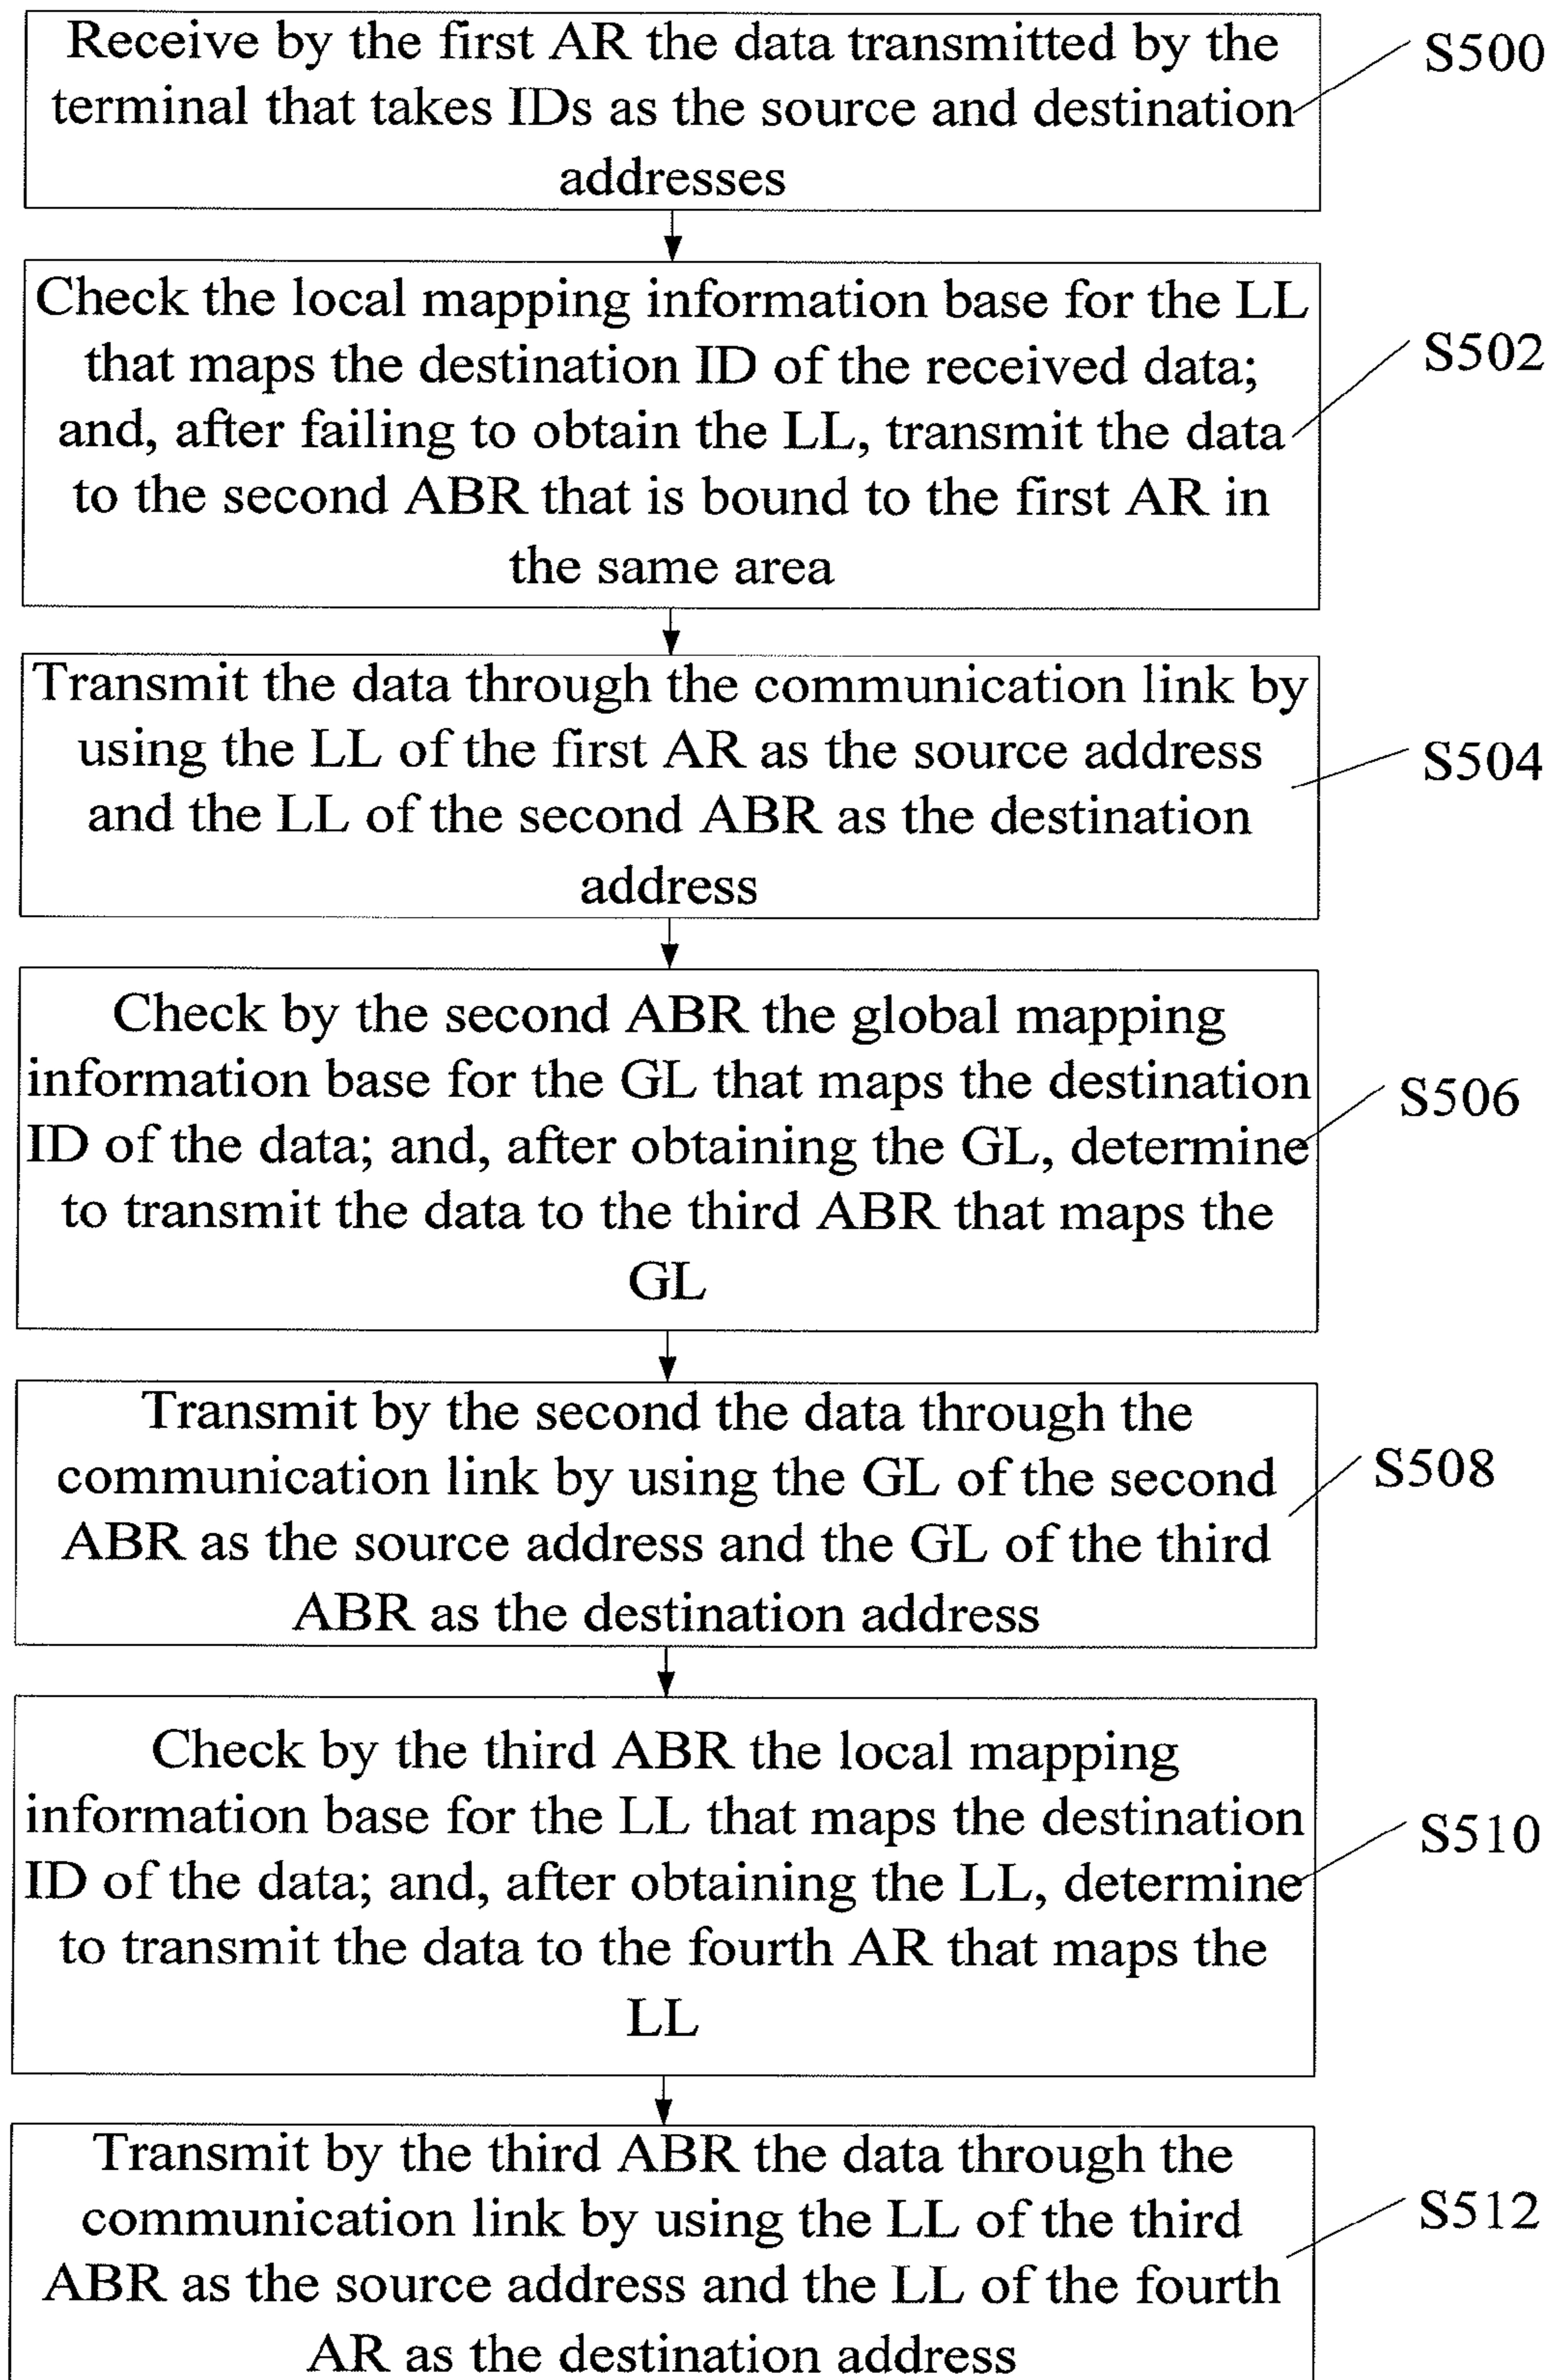 Receive by the first AR the data transmitted by the
terminal that takes IDs as the source and destination
addresses
S500
Check the local mapping information base for the LL
that maps the destination ID of the received data;
and, after failing to obtain the LL, transmit the data
to the second ABR that is bound to the first AR in
the same area
S502
Transmit the data through the communication link by
using the LL of the first AR as the source address
and the LL of the second ABR as the destination
address
S504
Check by the second ABR the global mapping
information base for the GL that maps the destination
ID of the data; and, after obtaining the GL, determine
to transmit the data to the third ABR that maps the
GL
S506
Transmit by the second the data through the
communication link by using the GL of the second
ABR as the source address and the GL of the third
ABR as the destination address
S508
Check by the third ABR the local mapping
information base for the LL that maps the destination
ID of the data; and, after obtaining the LL, determine
to transmit the data to the fourth AR that maps the
LL
S510
Transmit by the third ABR the data through the
communication link by using the LL of the third
ABR as the source address and the LL of the fourth
AR as the destination address
S512